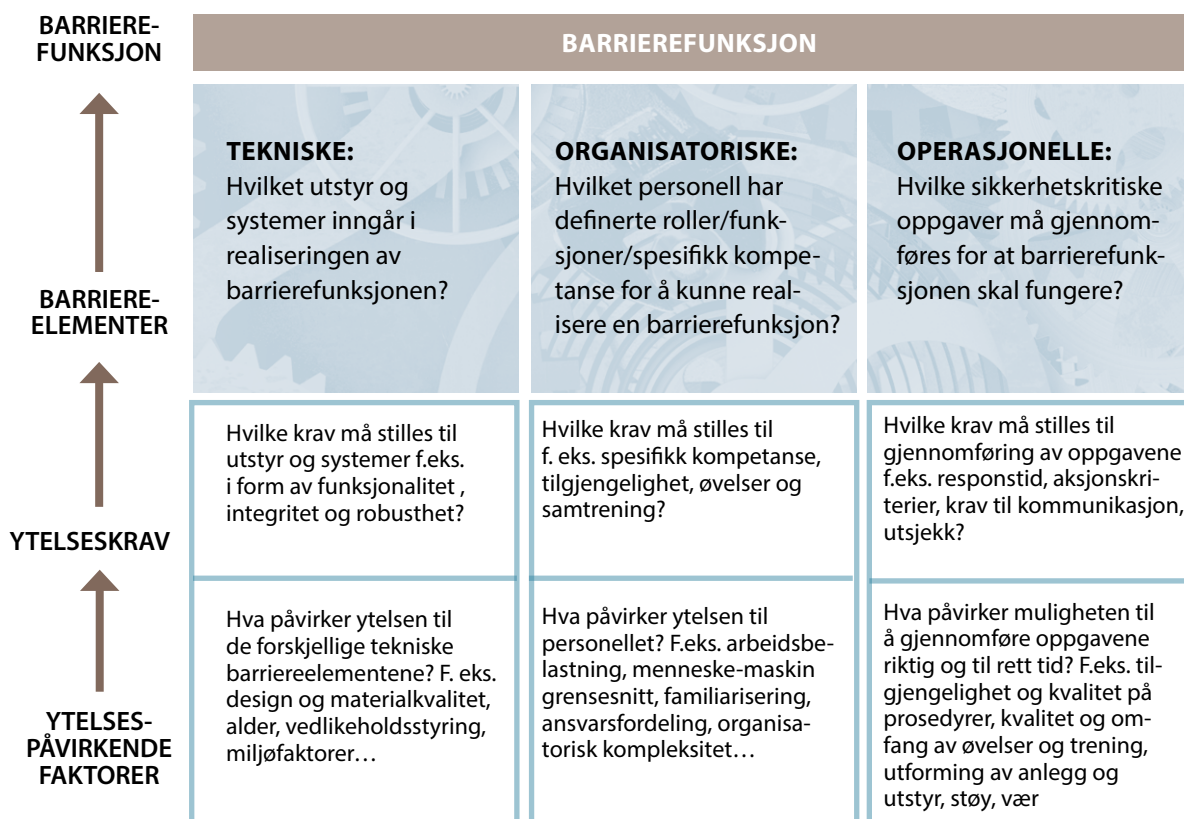 BARRIERE-
FUNKSJON
BARRIEREFUNKSJON
BARRIERE-
ELEMENTER
TEKNISKE:
Hvilket utstyr og
systemer inngår i
realiseringen av
barrierefunksjonen?
ORGANISATORISKE:
Hvilket personell har
definerte roller/funk-
sjoner/spesifikk kompe-
tanse for å kunne real-
isere en barrierefunksjon?
OPERASJONELLE:
Hvilke sikkerhetskritiske
oppgaver må gjennom-
føres for at barrierefunk-
sjonen skal fungere?
YTELSESKRAV
Hvilke krav må stilles til
utstyr og systemer f.eks.
i form av funksjonalitet ,
integritet og robusthet?
Hvilke krav må stilles til
f. eks. spesifikk kompetanse,
tilgjengelighet, øvelser og
samtrening?
Hvilke krav må stilles til
gjennomføring av oppgavene
f.eks. responstid, aksjonskri-
terier, krav til kommunikasjon,
utsjekk?
YTELSES-
PÅVIRKENDE
FAKTORER
Hva påvirker ytelsen til
de forskjellige tekniske
barriereelementene? F. eks.
design og materialkvalitet,
alder, vedlikeholdsstyring,
miljøfaktorer…
Hva påvirker ytelsen til
personellet? F.eks. arbeidsbe-
lastning, menneske-maskin
grensesnitt, familiarisering,
ansvarsfordeling, organisa-
torisk kompleksitet…
Hva påvirker muligheten til
å gjennomføre oppgavene
riktig og til rett tid? F.eks. til-
gjengelighet og kvalitet på
prosedyrer, kvalitet og om-
fang av øvelser og trening,
utforming av anlegg og
utstyr, støy, vær